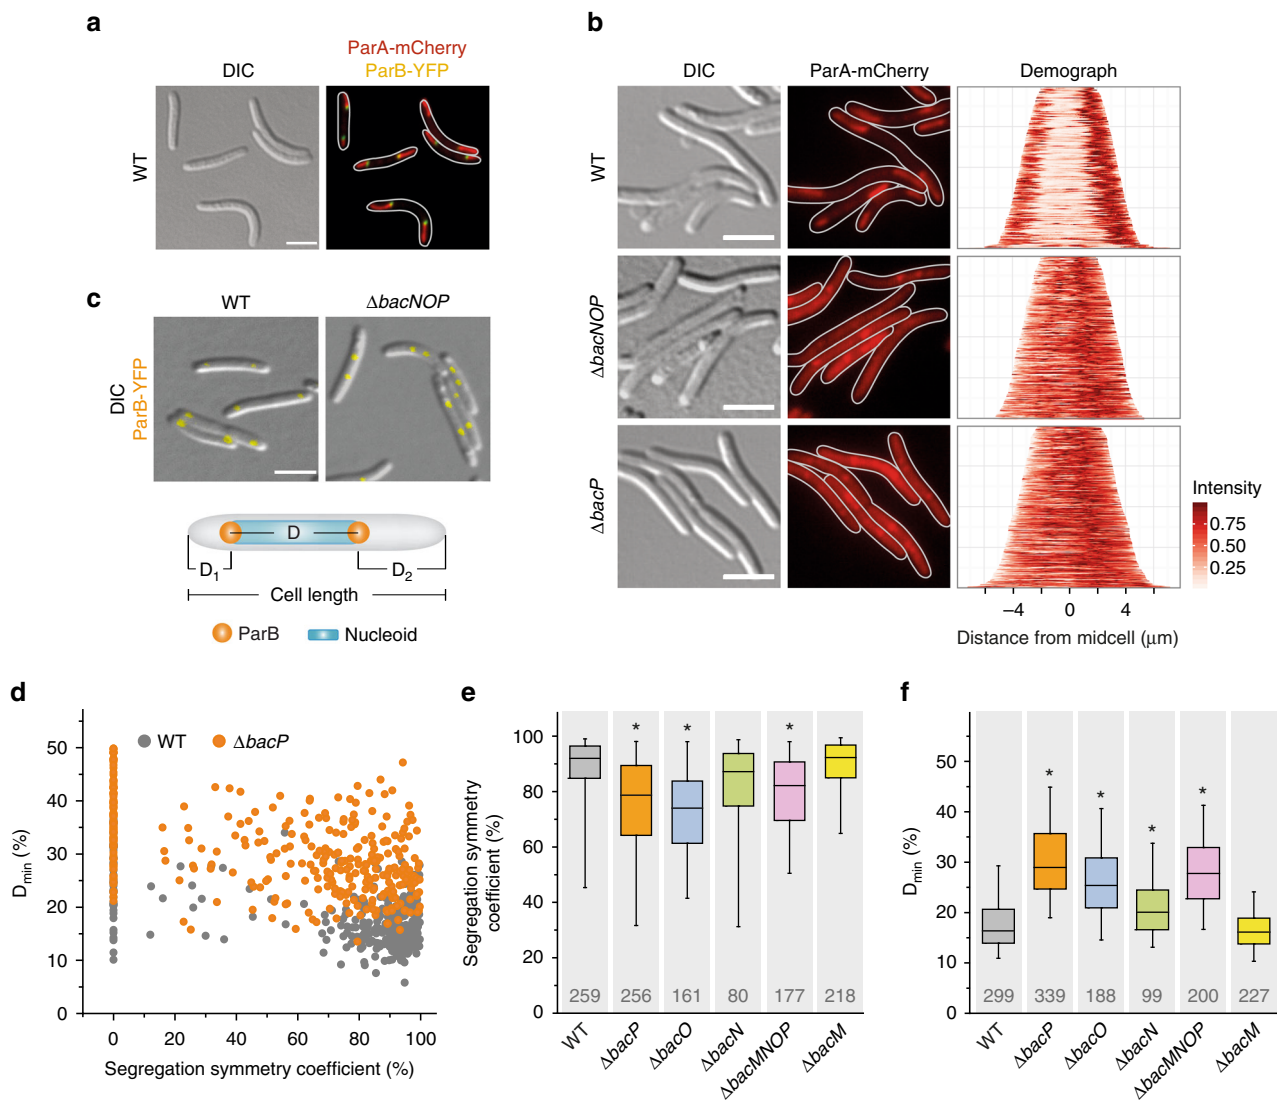 a
ParA-mCherry
DIC
ParB-YFP
WT
b
DIC
ParA-mCherry
Demograph
WT
ΔbacNOP
ΔbacP
Intensity
0.75
0.50
0.25
−4
0
4
Distance from midcell (μm)
c
WT
ΔbacNOP
DIC
ParB-YFP
D
D1
D2
Cell length
ParB
Nucleoid
d
WT
ΔbacP
50
40
30
20
10
0
Dmin (%)
0
20
40
60
80
100
Segregation symmetry coefficient (%)
e
100
80
60
40
20
0
Segregation symmetry
coefficient (%)
*
*
*
259
256
161
80
177
218
WT
ΔbacP
ΔbacO
ΔbacN
ΔbacMNOP
ΔbacM
f
50
40
30
20
10
0
Dmin (%)
*
*
*
*
299
339
188
99
200
227
WT
ΔbacP
ΔbacO
ΔbacN
ΔbacMNOP
ΔbacM